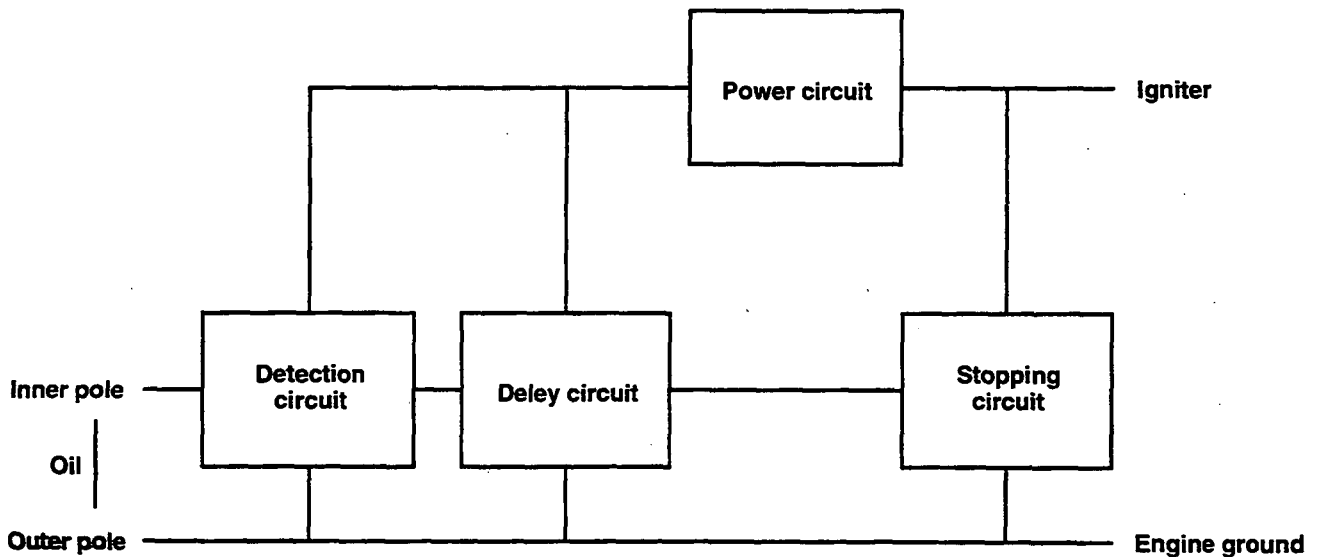 Power circuit
Igniter
Detection
circuit
Deley circuit
Stopping
circuit
Inner pole
Oil
Outer pole
Engine ground